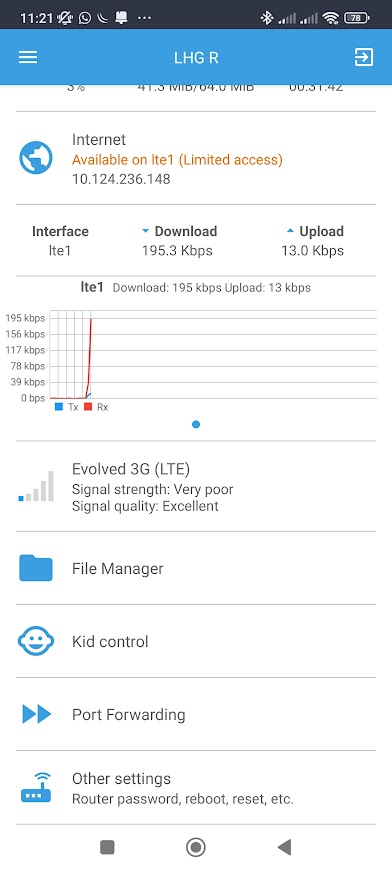 11:21 78
LHG R
3% 41.3 MiB/64.0 MiB 00:31:42
Internet
Available on lte1 (Limited access)
10.124.236.148
Interface Download Upload
lte1 195.3 Kbps 13.0 Kbps
lte1 Download: 195 kbps Upload: 13 kbps
195 kbps
156 kbps
117 kbps
78 kbps
39 kbps
0 bps
Tx Rx
Evolved 3G (LTE)
Signal strength: Very poor
Signal quality: Excellent
File Manager
Kid control
Port Forwarding
Other settings
Router password, reboot, reset, etc.